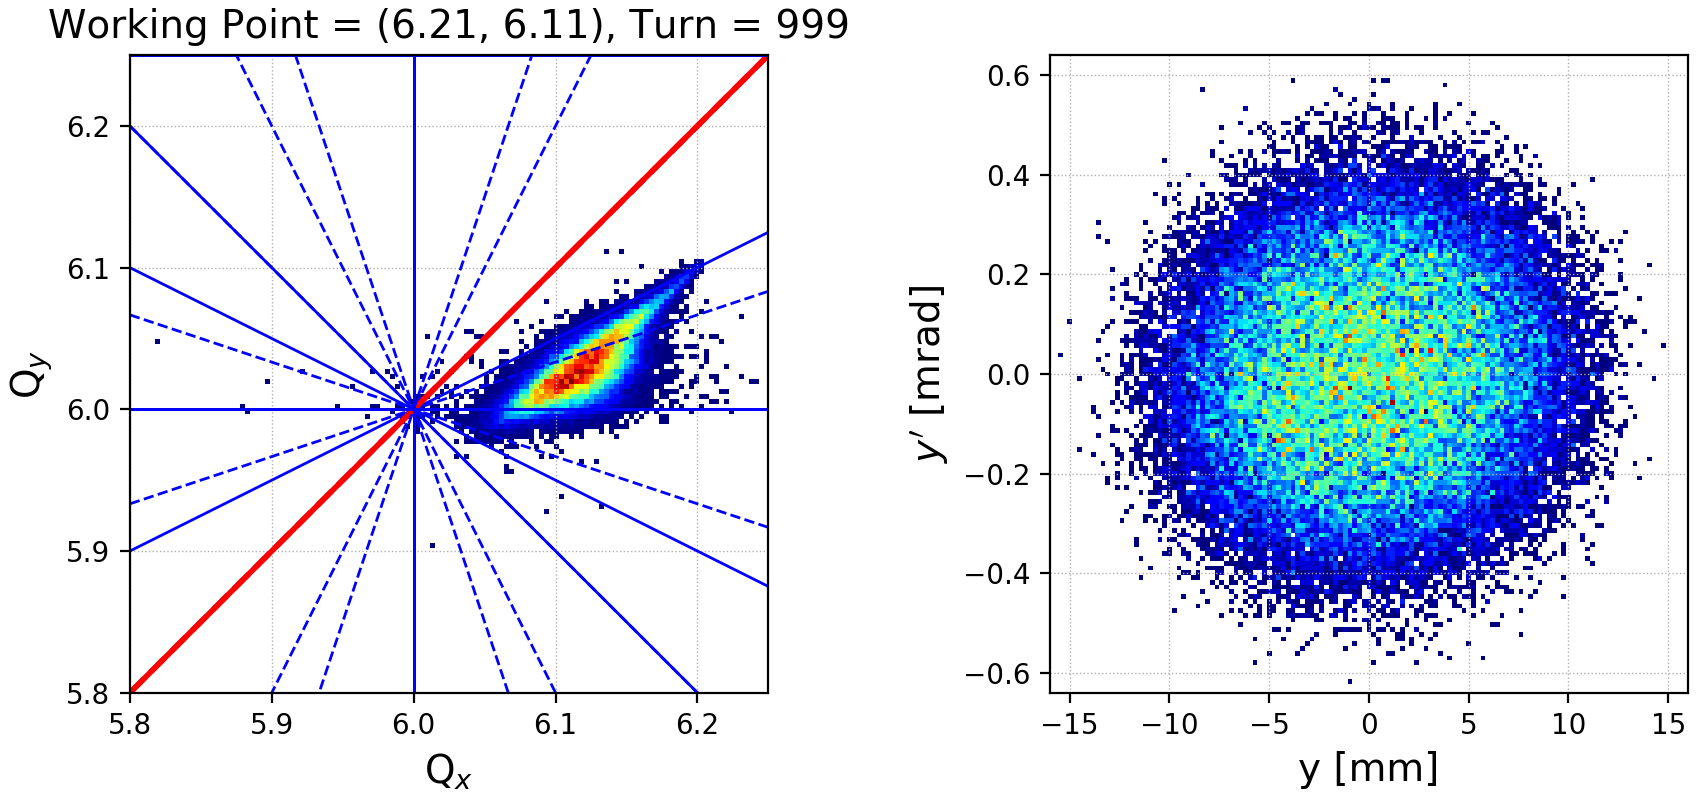 Working Point = (6.21, 6.11), Turn = 999
6.2
6.1
6.0
5.9
5.8
Qy
5.8 5.9 6.0 6.1 6.2
Qx
0.6
0.4
0.2
0.0
−0.2
−0.4
−0.6
y′ [mrad]
−15 −10 −5 0 5 10 15
y [mm]